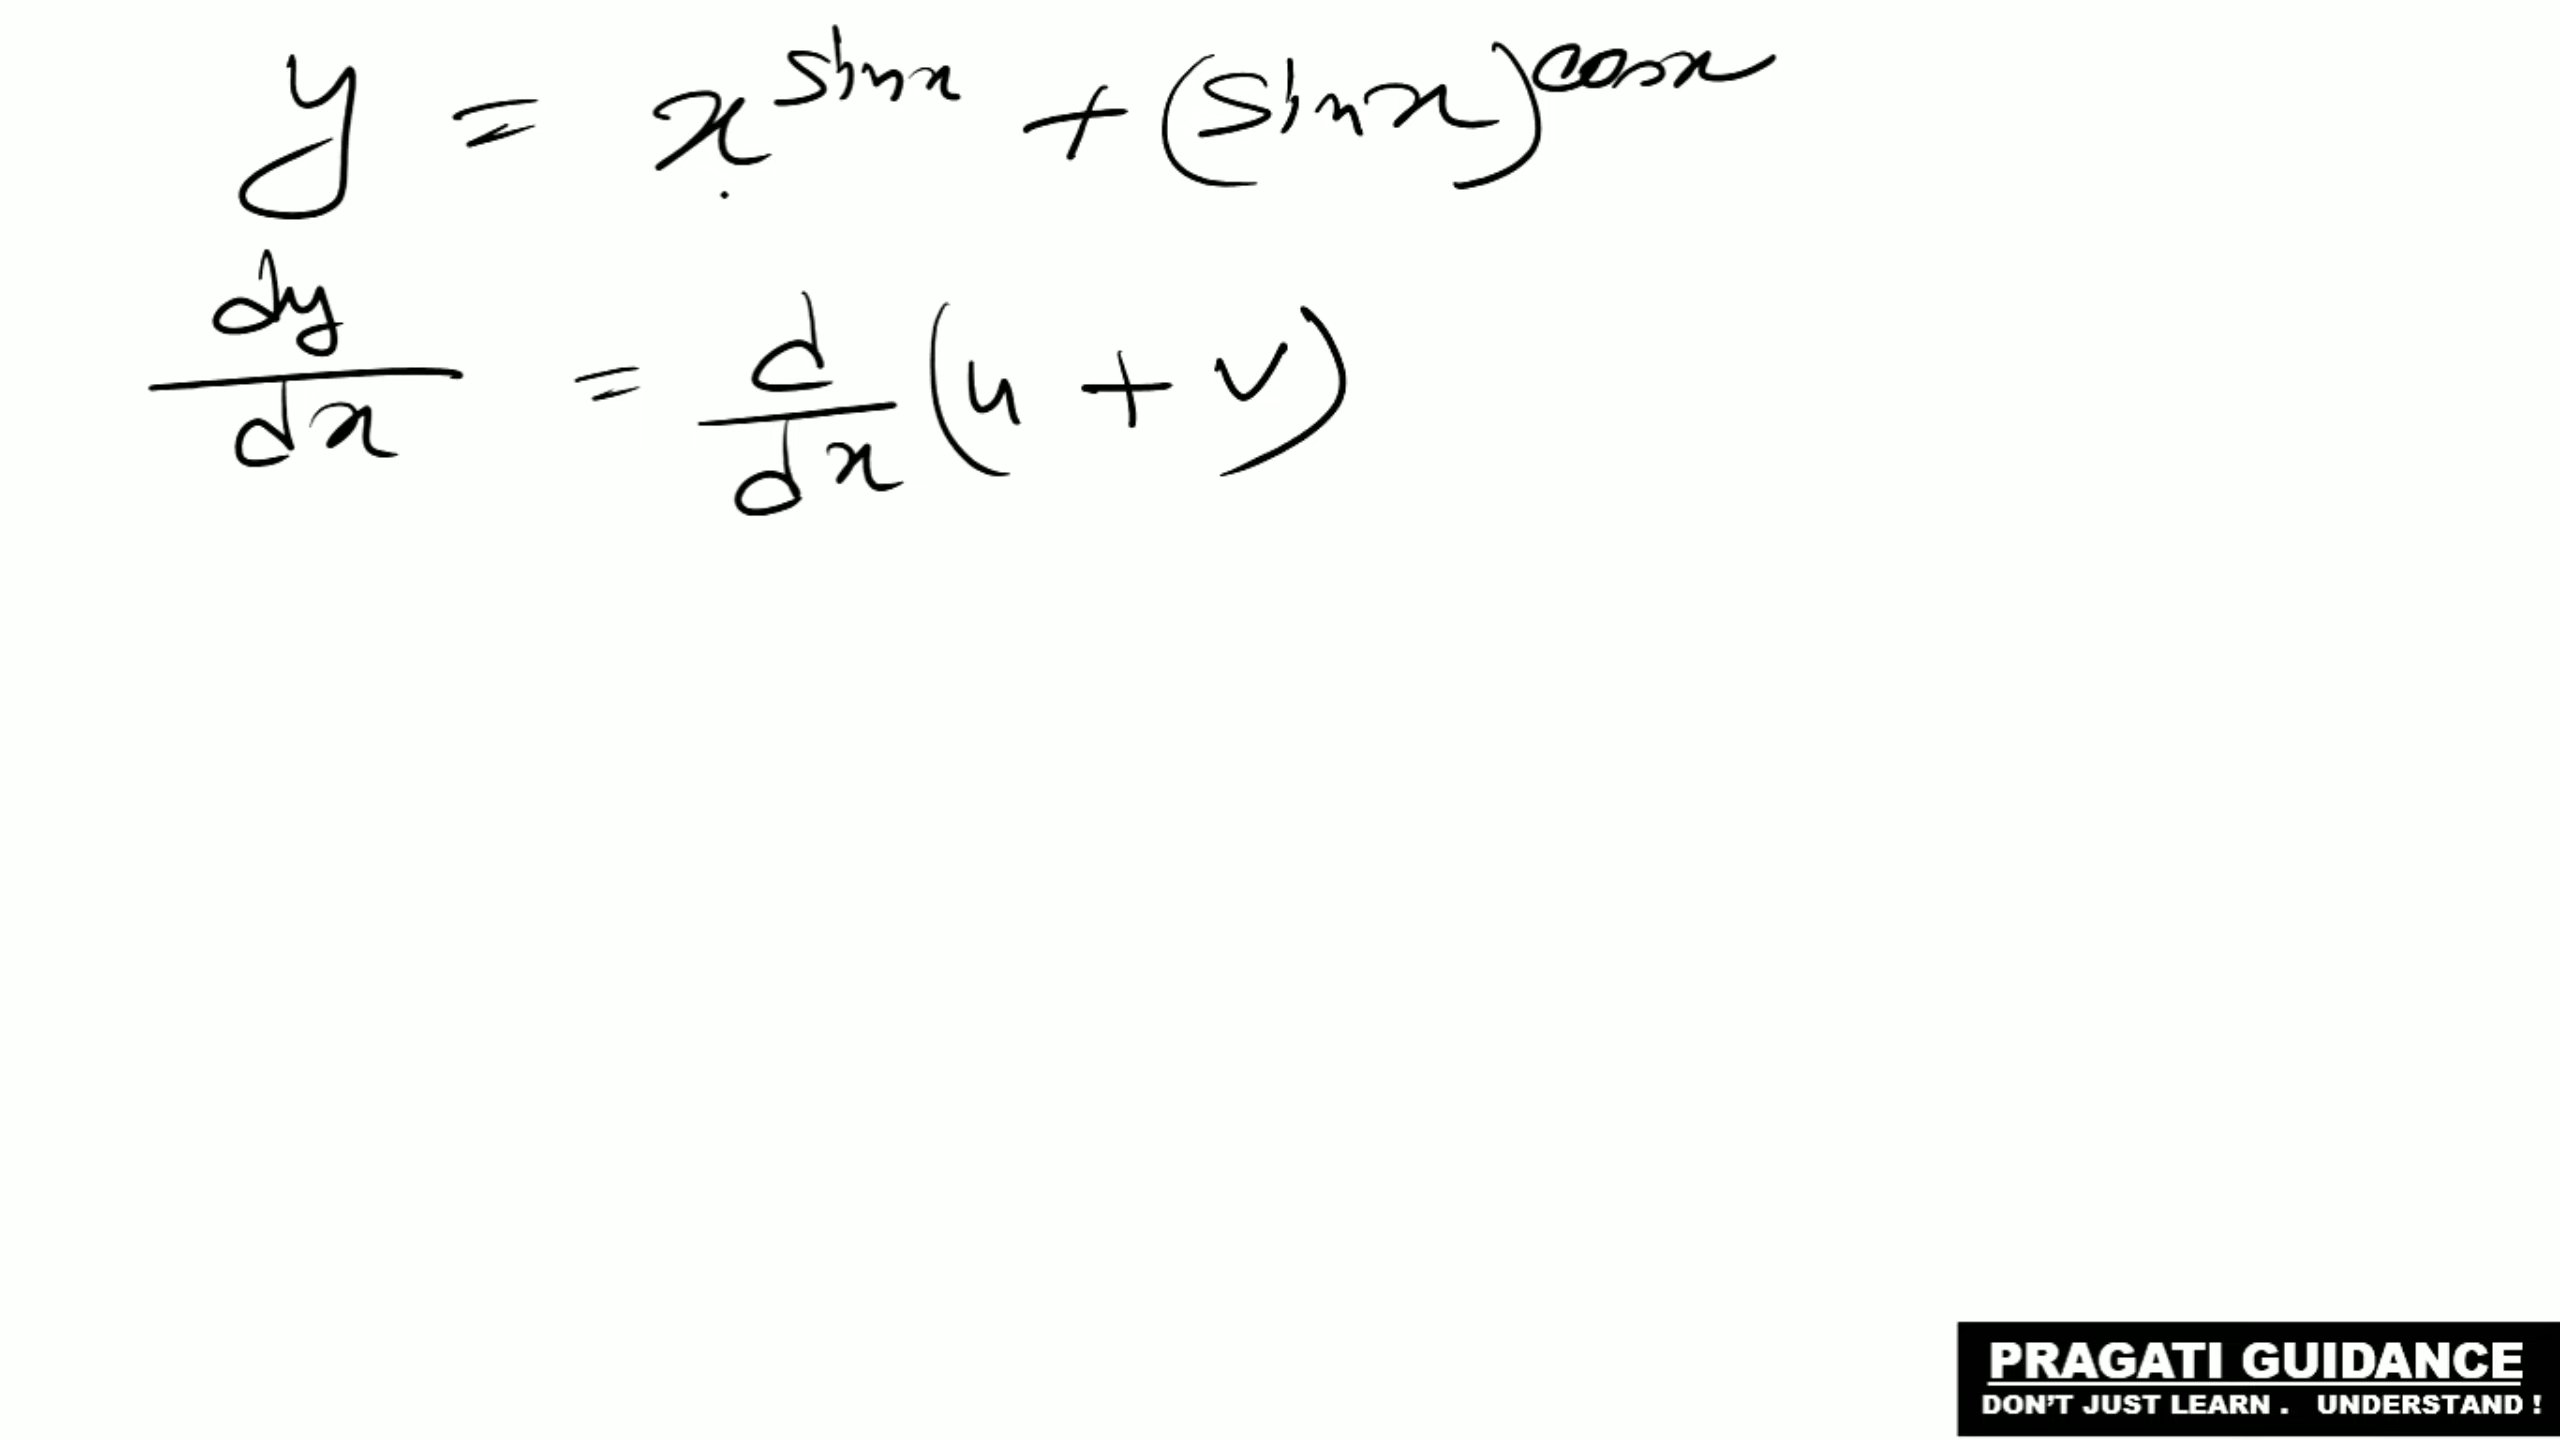 y = x^sinx + (sinx)^cosx
dy/dx = d/dx (u + v)
PRAGATI GUIDANCE
DON'T JUST LEARN . UNDERSTAND !